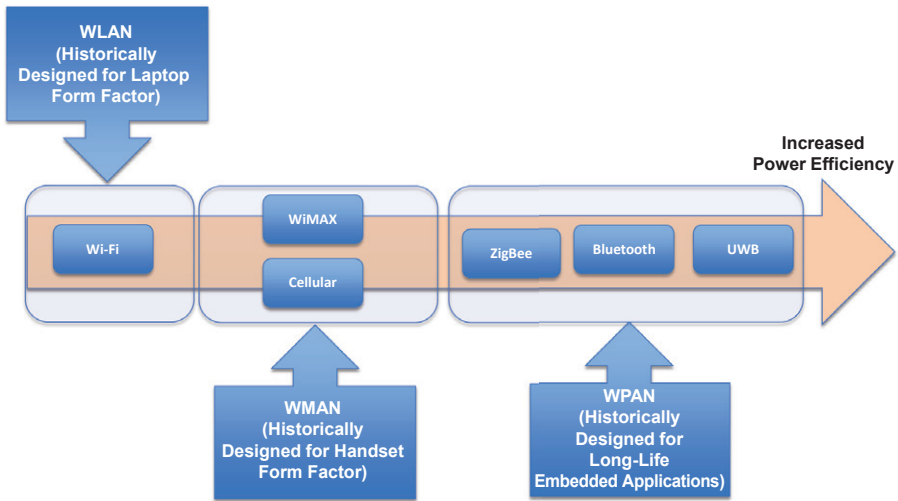 WLAN
(Historically
Designed for Laptop
Form Factor)
Increased
Power Efficiency
Wi-Fi
WiMAX
Cellular
ZigBee
Bluetooth
UWB
WMAN
(Historically
Designed for Handset
Form Factor)
WPAN
(Historically
Designed for
Long-Life
Embedded Applications)